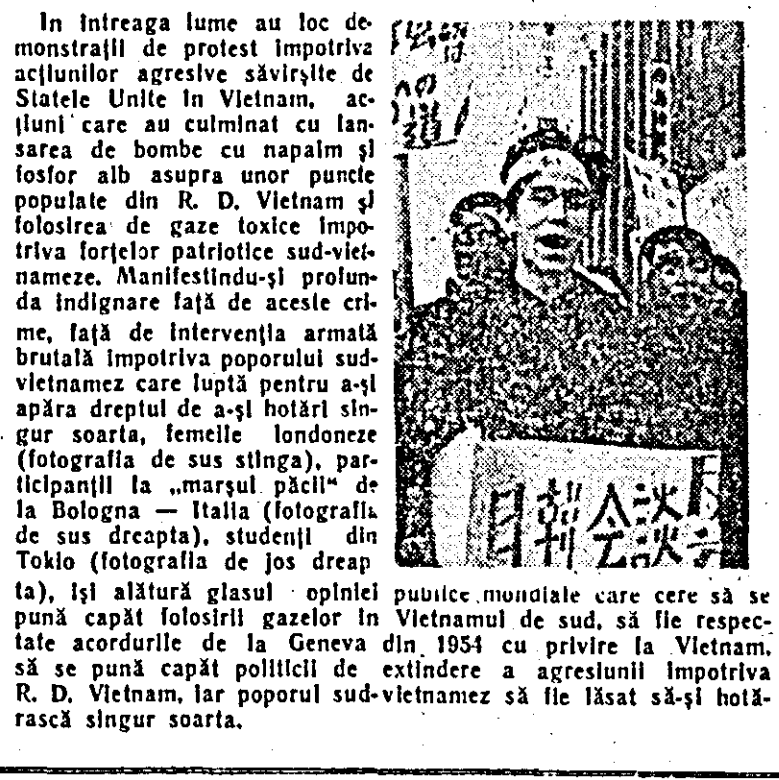 In întreaga lume au loc de-
monstrații de protest împotriva
acțiunilor agresive săvîrșite de
Statele Unite în Vietnam, ac-
țiuni care au culminat cu lan-
sarea de bombe cu napalm și
fosfor alb asupra unor puncte
populate din R. D. Vietnam și
folosirea de gaze toxice împo-
triva forțelor patriotice sud-viet-
nameze. Manifestîndu-și profun-
da indignare față de aceste cri-
me, față de intervenția armată
brutală împotriva poporului sud-
vietnamez care luptă pentru a-și
apăra dreptul de a-și hotărî sin-
gur soarta, femeile londoneze
(fotografia de sus stînga), par-
ticipanții la „marșul păcii“ de
la Bologna — Italia (fotografia
de sus dreapta), studenți din
Tokio (fotografia de jos dreap
ta), își alătură glasul opiniei publice mondiale care cere să se
pună capăt folosirii gazelor în Vietnamul de sud, să fie respec-
tate acordurile de la Geneva din 1954 cu privire la Vietnam,
să se pună capăt politicii de extindere a agresiunii împotriva
R. D. Vietnam, iar poporul sud-vietnamez să fie lăsat să-și hotă-
rască singur soarta.
会談